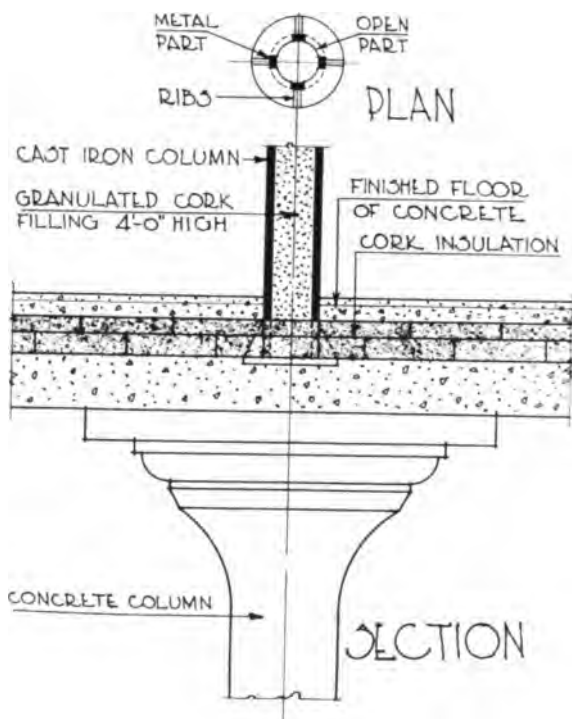 METAL PART
OPEN PART
RIBS
PLAN
CAST IRON COLUMN
GRANULATED CORK
FILLING 4'-0" HIGH
FINISHED FLOOR
OF CONCRETE
CORK INSULATION
CONCRETE COLUMN
SECTION